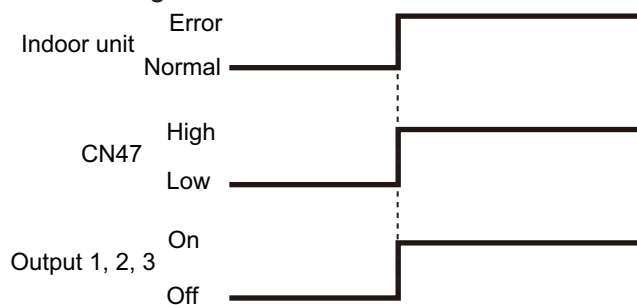 Error
Indoor unit
Normal
High
CN47
Low
On
Output 1, 2, 3
Off